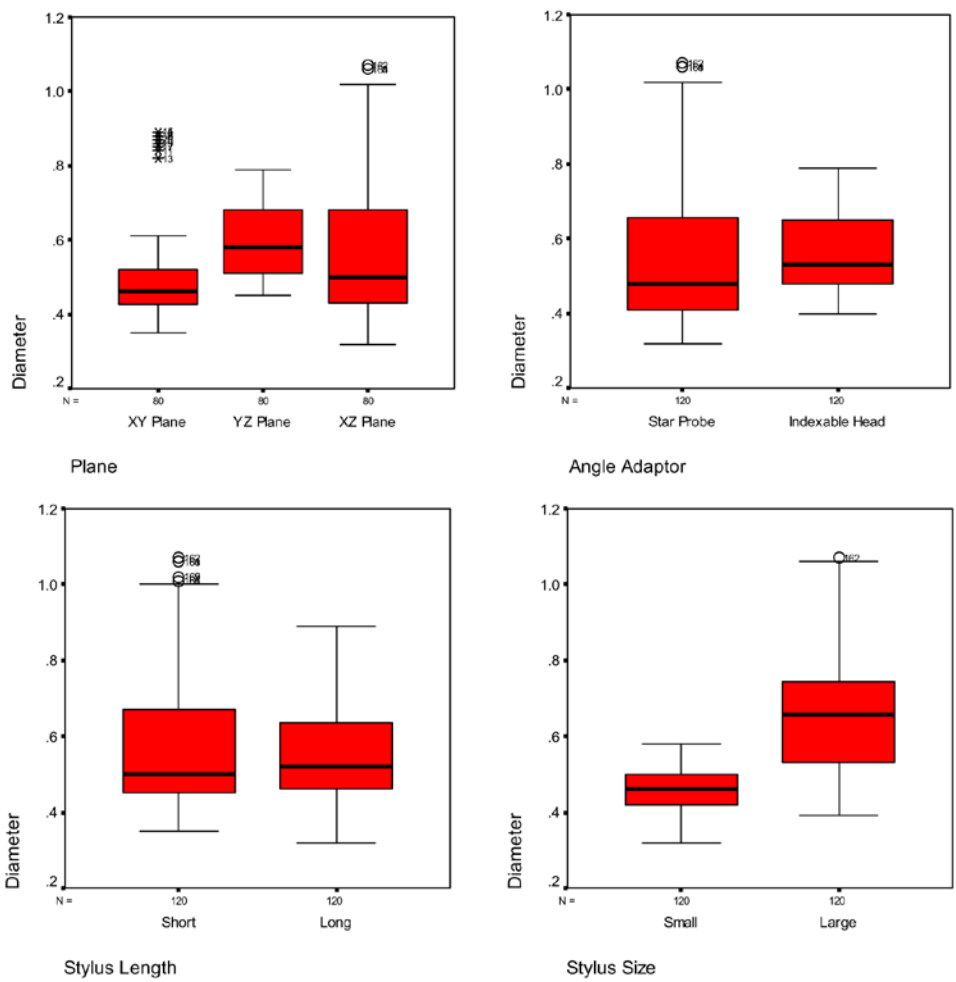 1.2
1.0
.8
.6
.4
.2
Diameter
13
N = 80 80 80
XY Plane YZ Plane XZ Plane
Plane
1.2
1.0
.8
.6
.4
.2
Diameter
162
N = 120 120
Star Probe Indexable Head
Angle Adaptor
1.2
1.0
.8
.6
.4
.2
Diameter
162
N = 120 120
Short Long
Stylus Length
1.2
1.0
.8
.6
.4
.2
Diameter
162
N = 120 120
Small Large
Stylus Size